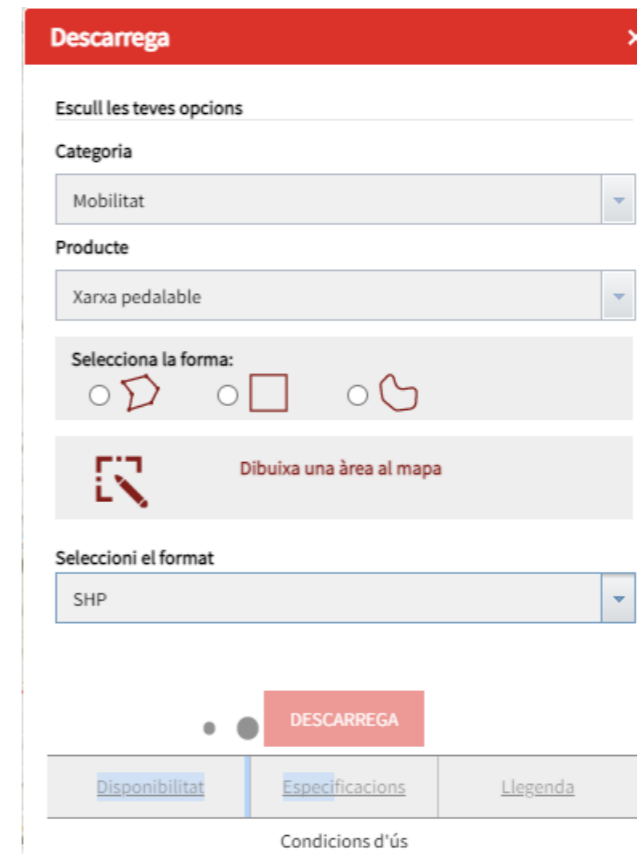 Descarrega
Escull les teves opcions
Categoria
Mobilitat
Producte
Xarxa pedalable
Selecciona la forma:
Dibuixa una àrea al mapa
Seleccioni el format
SHP
DESCARREGA
Disponibilitat Especificacions Llegenda
Condicions d'ús